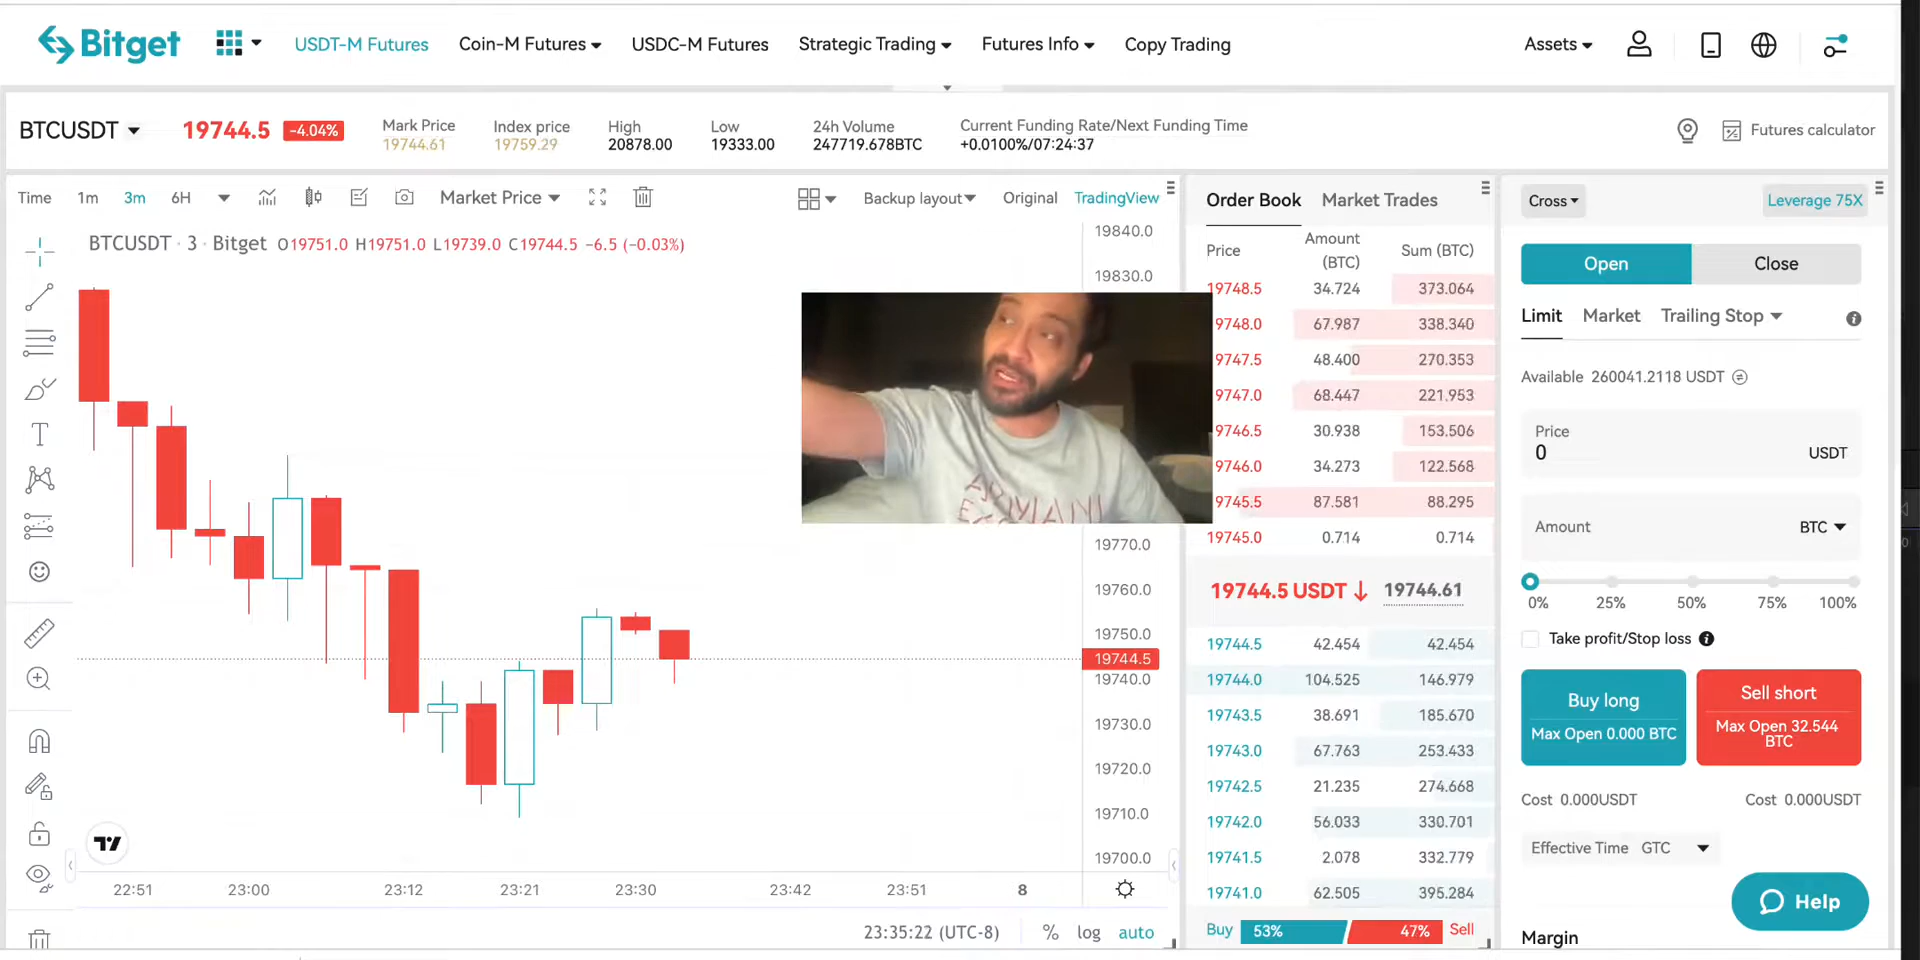 Bitget USDT-M Futures Coin-M Futures USDC-M Futures Strategic Trading Futures Info Copy Trading Assets
BTCUSDT 19744.5 -4.04%
Mark Price Index price High Low 24h Volume Current Funding Rate/Next Funding Time
19744.61 19759.29 20878.00 19333.00 247719.678BTC +0.0100%/07:24:37
Futures calculator
Time 1m 3m 6H Market Price Backup layout Original TradingView
BTCUSDT · 3 · Bitget O19751.0 H19751.0 L19739.0 C19744.5 -6.5 (-0.03%)
19840.0
19830.0
19770.0
19760.0
19750.0
19744.5
19740.0
19730.0
19720.0
19710.0
19700.0
22:51 23:00 23:12 23:21 23:30 23:42 23:51 8
23:35:22 (UTC-8) % log auto
Order Book Market Trades
Price Amount (BTC) Sum (BTC)
19748.5 34.724 373.064
9748.0 67.987 338.340
9747.5 48.400 270.353
9747.0 68.447 221.953
9746.5 30.938 153.506
9746.0 34.273 122.568
9745.5 87.581 88.295
19745.0 0.714 0.714
19744.5 USDT ↓ 19744.61
19744.5 42.454 42.454
19744.0 104.525 146.979
19743.5 38.691 185.670
19743.0 67.763 253.433
19742.5 21.235 274.668
19742.0 56.033 330.701
19741.5 2.078 332.779
19741.0 62.505 395.284
Buy 53% 47% Sell
Cross Leverage 75X
Open Close
Limit Market Trailing Stop
Available 260041.2118 USDT
Price
0 USDT
Amount BTC
0% 25% 50% 75% 100%
Take profit/Stop loss
Buy long
Max Open 0.000 BTC
Sell short
Max Open 32.544
BTC
Cost 0.000USDT Cost 0.000USDT
Effective Time GTC
Help
Margin